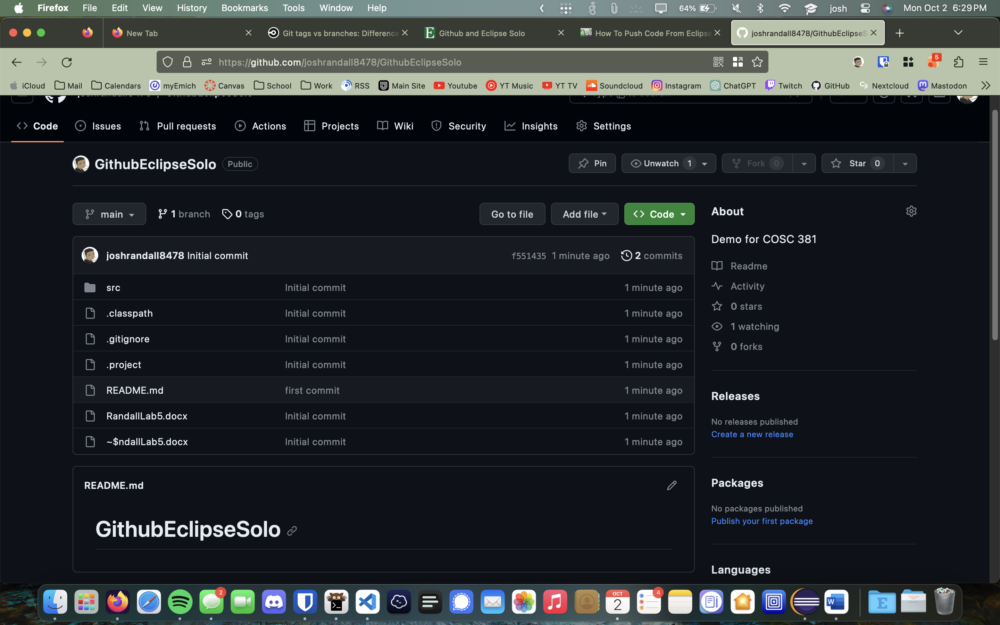 Firefox File Edit View History Bookmarks Tools Window Help 64% josh Mon Oct 2 6:29 PM
New Tab Git tags vs branches: Difference Github and Eclipse Solo How To Push Code From Eclipse joshrandall8478/GithubEclipseS
https://github.com/joshrandall8478/GithubEclipseSolo 5
iCloud Mail Calendars myEmich Canvas School Work RSS Main Site Youtube YT Music YT TV Soundcloud Instagram ChatGPT Twitch GitHub Nextcloud Mastodon
Code Issues Pull requests Actions Projects Wiki Security Insights Settings
GithubEclipseSolo Public Pin Unwatch 1 Fork 0 Star 0
main 1 branch 0 tags Go to file Add file Code
About
Demo for COSC 381
joshrandall8478 Initial commit f551435 1 minute ago 2 commits
Readme
src Initial commit 1 minute ago
Activity
0 stars
.classpath Initial commit 1 minute ago
1 watching
.gitignore Initial commit 1 minute ago
0 forks
.project Initial commit 1 minute ago
README.md first commit 1 minute ago
Releases
RandallLab5.docx Initial commit 1 minute ago
No releases published
Create a new release
~$ndallLab5.docx Initial commit 1 minute ago
README.md
Packages
No packages published
Publish your first package
GithubEclipseSolo
Languages
2 OCT 2 4 W E